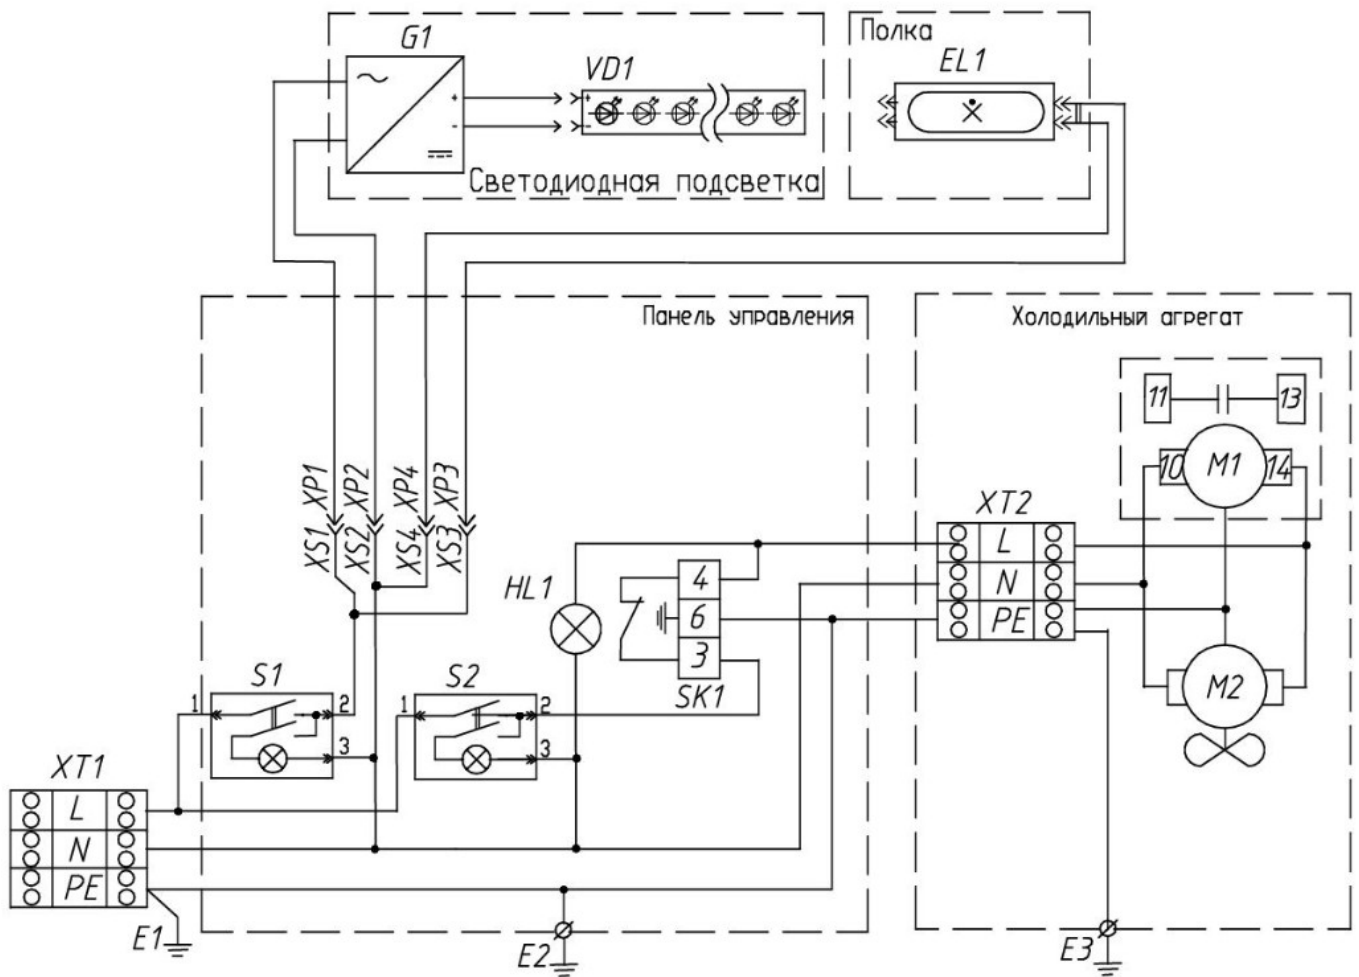 G1
Полка
VD1
EL1
+
-
+
-
Светодиодная подсветка
Панель управления
Холодильный агрегат
11
13
10
M1
14
XP1
XP2
XP4
XP3
XS1
XS2
XS4
XS3
XT2
L
N
PE
HL1
4
6
3
SK1
S1
1
2
3
S2
1
2
3
M2
XT1
L
N
PE
E1
E2
E3